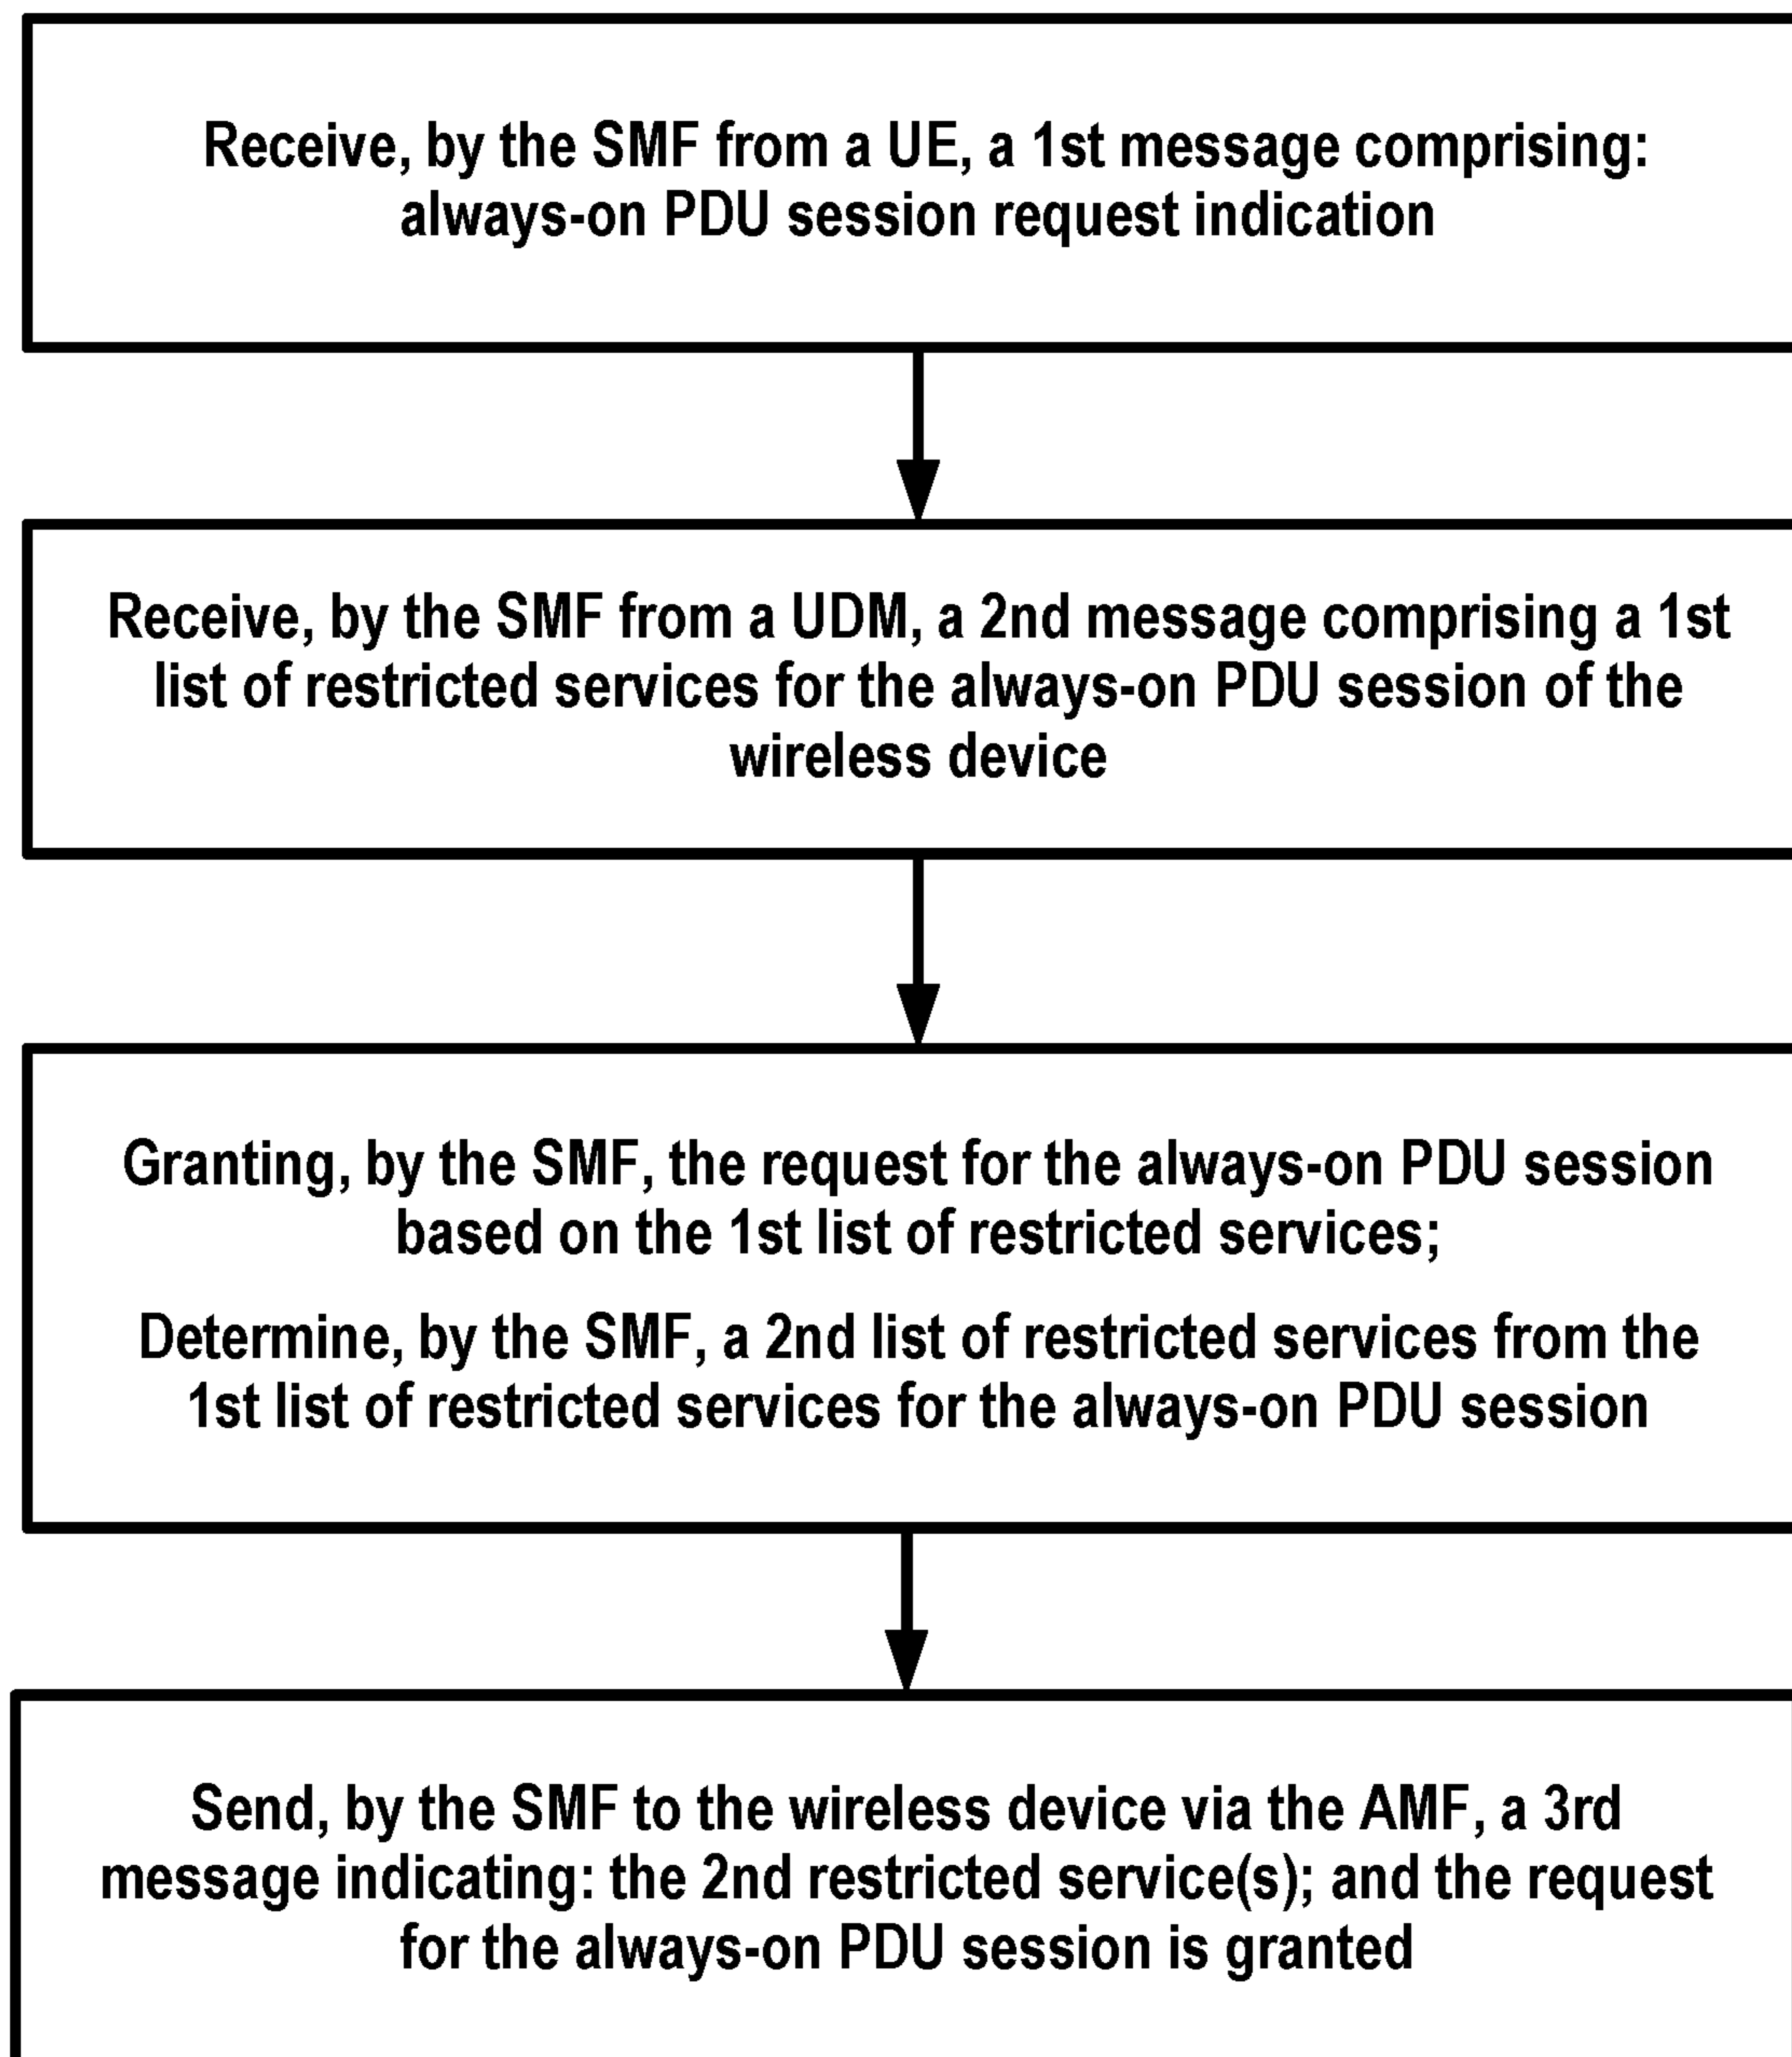 Receive, by the SMF from a UE, a 1st message comprising:
always-on PDU session request indication
Receive, by the SMF from a UDM, a 2nd message comprising a 1st
list of restricted services for the always-on PDU session of the
wireless device
Granting, by the SMF, the request for the always-on PDU session
based on the 1st list of restricted services;
Determine, by the SMF, a 2nd list of restricted services from the
1st list of restricted services for the always-on PDU session
Send, by the SMF to the wireless device via the AMF, a 3rd
message indicating: the 2nd restricted service(s); and the request
for the always-on PDU session is granted